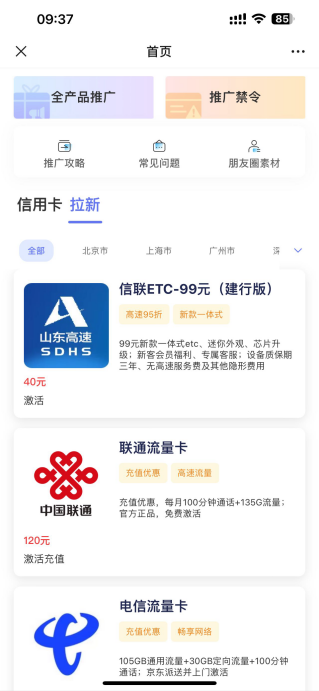 09:37
85
首页
全产品推广
推广禁令
推广攻略
常见问题
朋友圈素材
信用卡 拉新
全部
北京市
上海市
广州市
山东高速
SDHS
40元
激活
信联ETC-99元（建行版）
高速95折
新款一体式
99元新款一体式etc、迷你外观、芯片升
级；新客会员福利、专属客服；设备质保期
三年、无高速服务费及其他隐形费用
中国联通
120元
激活充值
联通流量卡
充值优惠
高速流量
充值优惠，每月100分钟通话+135G流量；
官方正品，免费激活
电信流量卡
充值优惠
畅享网络
105GB通用流量+30GB定向流量+100分钟
通话；京东派送并上门激活